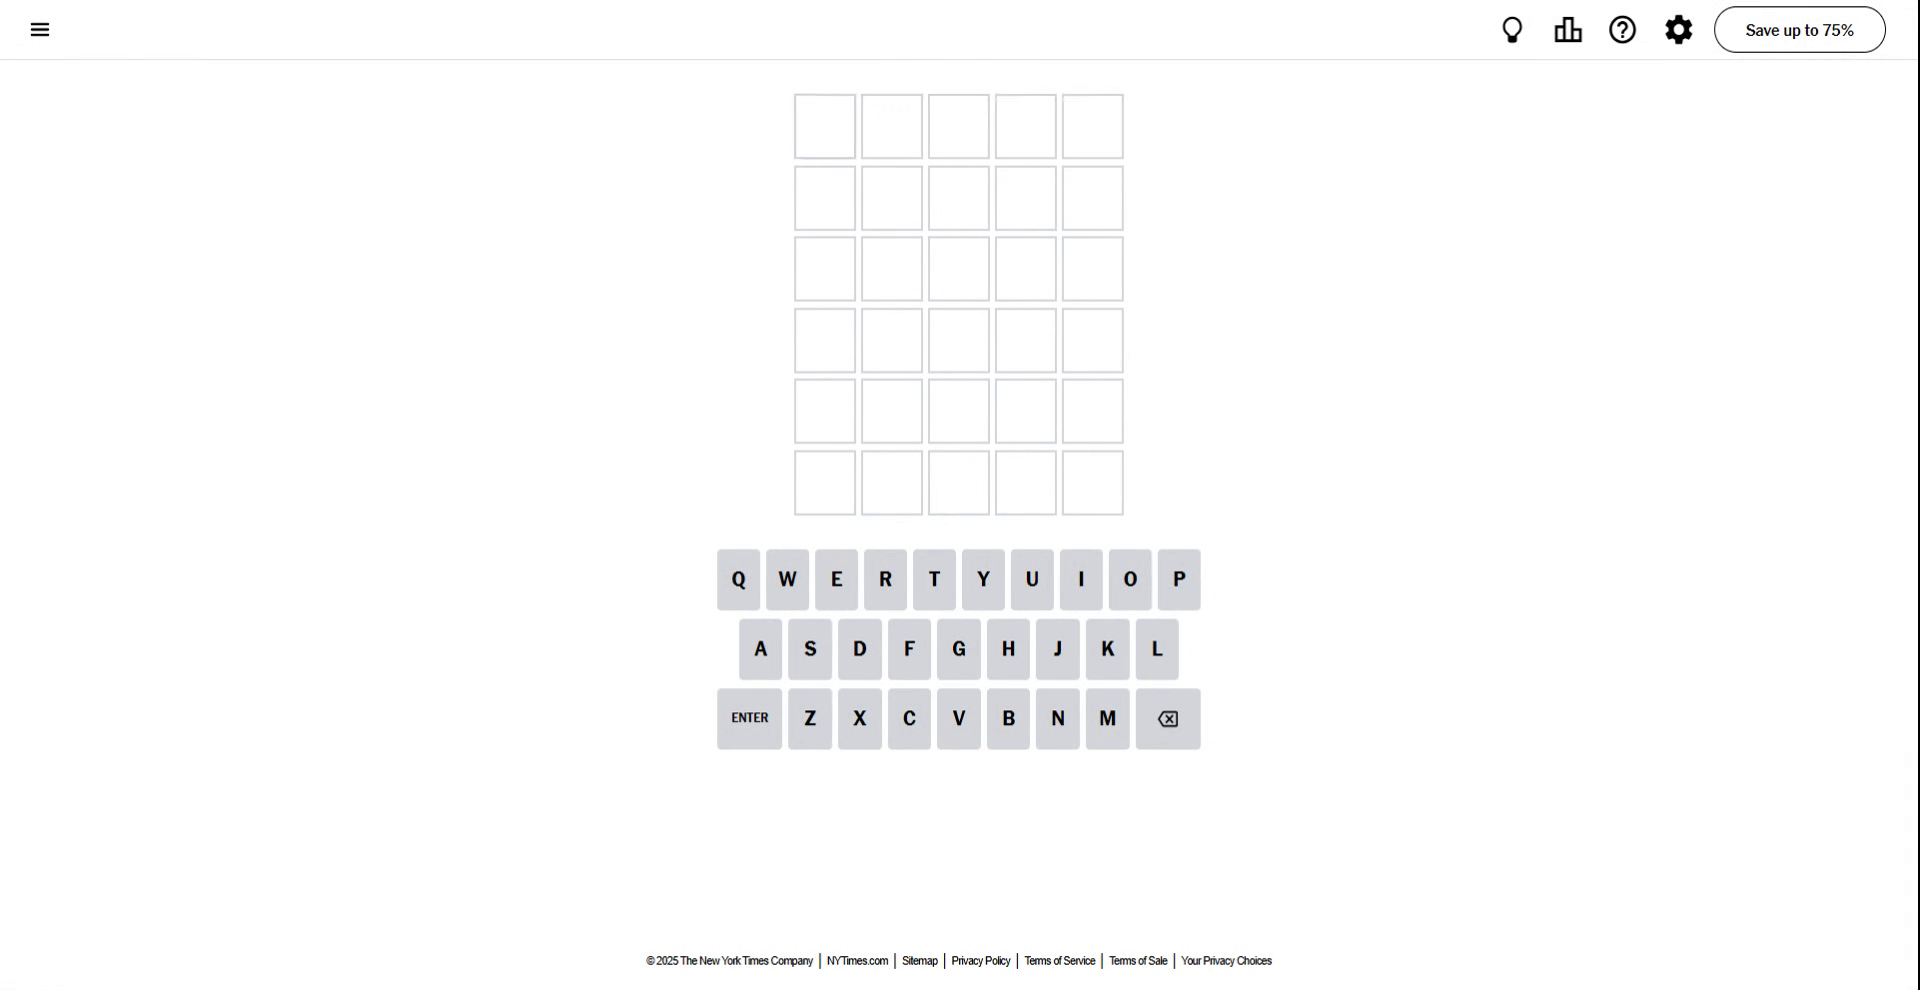 Save up to 75%
Q W E R T Y U I O P
A S D F G H J K L
ENTER Z X C V B N M
© 2025 The New York Times Company | NYTimes.com | Sitemap | Privacy Policy | Terms of Service | Terms of Sale | Your Privacy Choices